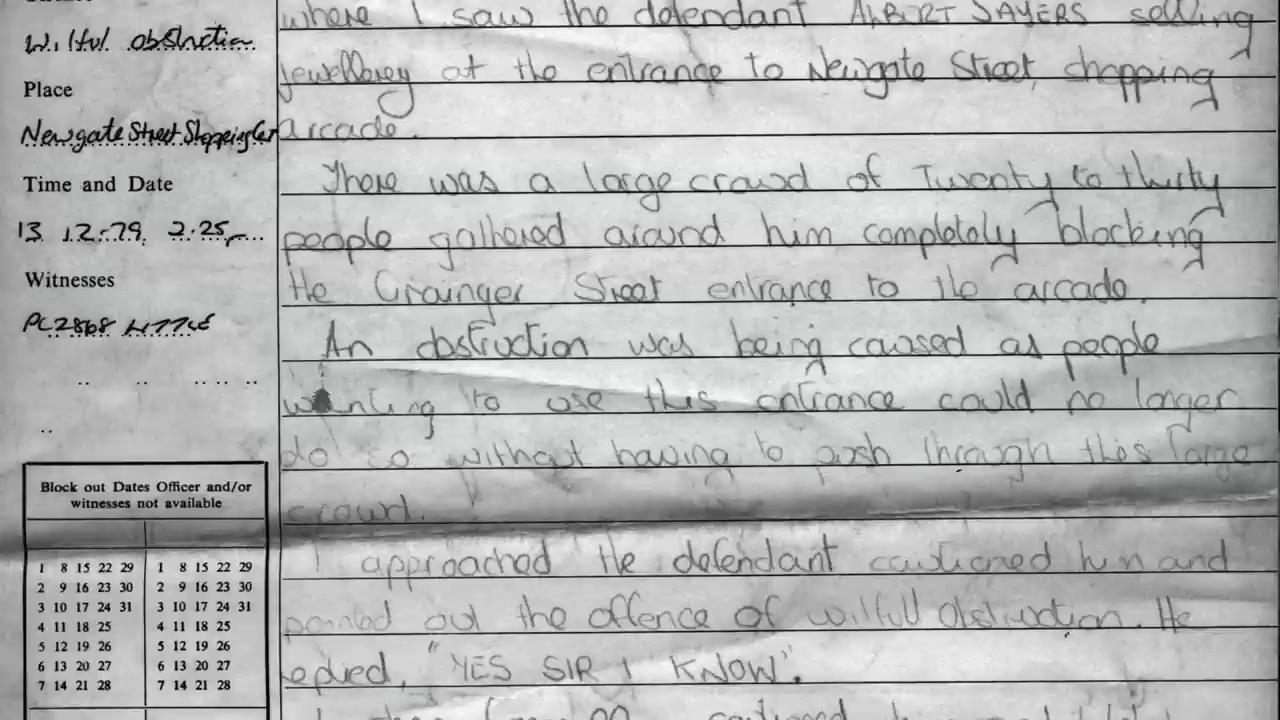 Wilful obstruction
Place
Newgate Street Shopping Cen
Time and Date
13. 12.79. 2.25pm
Witnesses
PC2868 LITTLE
Block out Dates Officer and/or
witnesses not available
1 8 15 22 29 1 8 15 22 29
2 9 16 23 30 2 9 16 23 30
3 10 17 24 31 3 10 17 24 31
4 11 18 25 4 11 18 25
5 12 19 26 5 12 19 26
6 13 20 27 6 13 20 27
7 14 21 28 7 14 21 28
where I saw the defendant ALBERT SAYERS selling
jewellerey at the entrance to Newgate Street, shopping
arcade.
There was a large crowd of Twenty to thirty
people gathered around him completely blocking
the Grainger Street entrance to the arcade.
An obstruction was being caused as people
wanting to use this entrance could no longer
do so without having to push through this large
crowd.
I approached the defendant cautioned him and
pointed out the offence of wilfull obstruction. He
replied, "YES SIR I KNOW".
I then cautioned